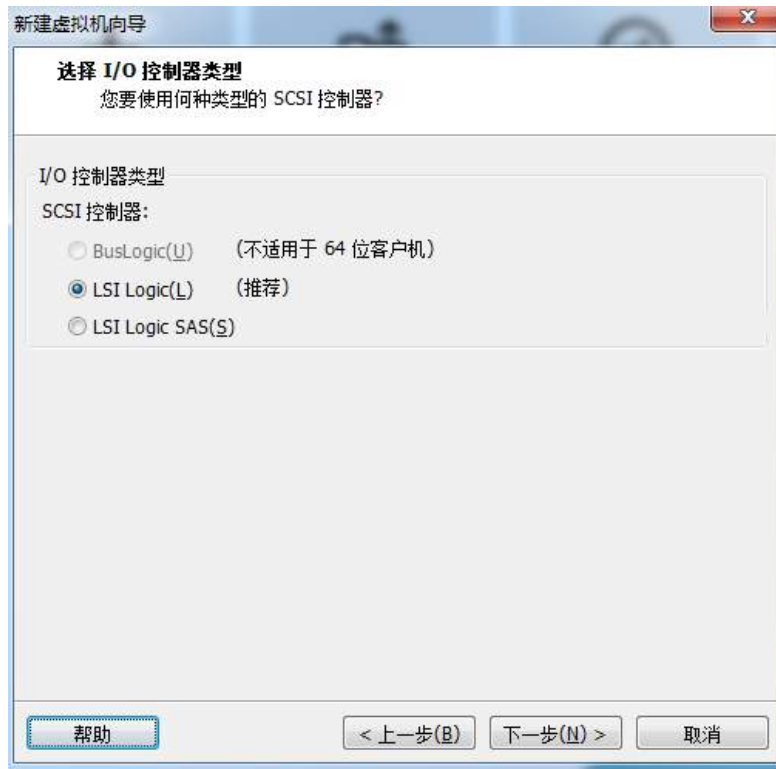 新建虚拟机向导
选择 I/O 控制器类型
您要使用何种类型的 SCSI 控制器?
I/O 控制器类型
SCSI 控制器:
BusLogic(U) (不适用于 64 位客户机)
LSI Logic(L) (推荐)
LSI Logic SAS(S)
帮助 < 上一步(B) 下一步(N) > 取消